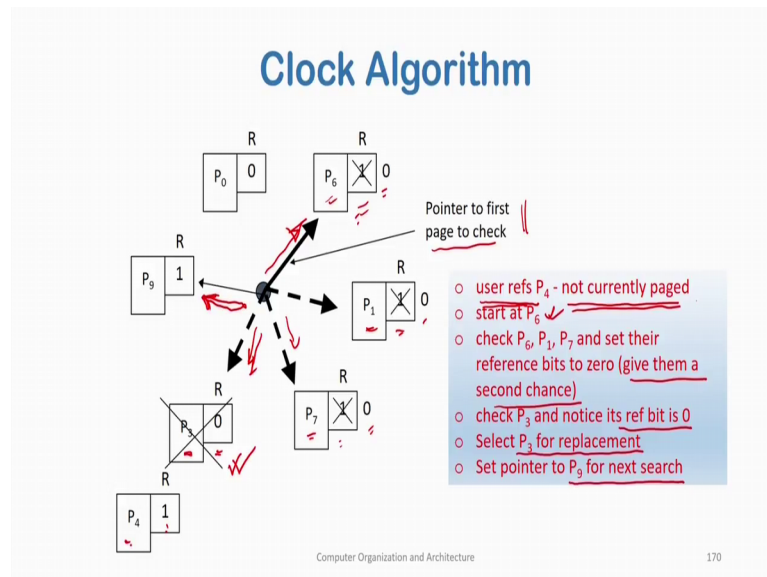 Clock Algorithm
R
P0 0
R
P6 1 0
Pointer to first
page to check
R
P9 1
R
P1 1 0
R
P7 1 0
R
P3 0
R
P4 1
○ user refs P4 - not currently paged
○ start at P6
○ check P6, P1, P7 and set their
reference bits to zero (give them a
second chance)
○ check P3 and notice its ref bit is 0
○ Select P3 for replacement
○ Set pointer to P9 for next search
Computer Organization and Architecture
170